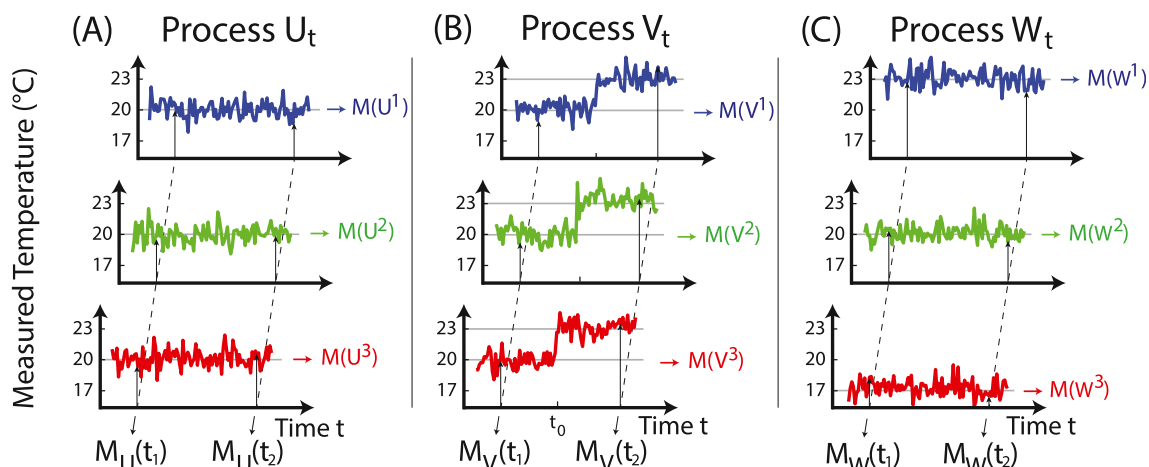 (A) Process Uₜ
(B) Process Vₜ
(C) Process Wₜ
Measured Temperature (°C)
23
20
17
M(U¹)
23
20
17
M(U²)
23
20
17
M(U³)
Time t
M_U(t₁)
M_U(t₂)
23
20
17
M(V¹)
23
20
17
M(V²)
23
20
17
M(V³)
t₀
Time t
M_V(t₁)
M_V(t₂)
23
20
17
M(W¹)
23
20
17
M(W²)
23
20
17
M(W³)
Time t
M_W(t₁)
M_W(t₂)